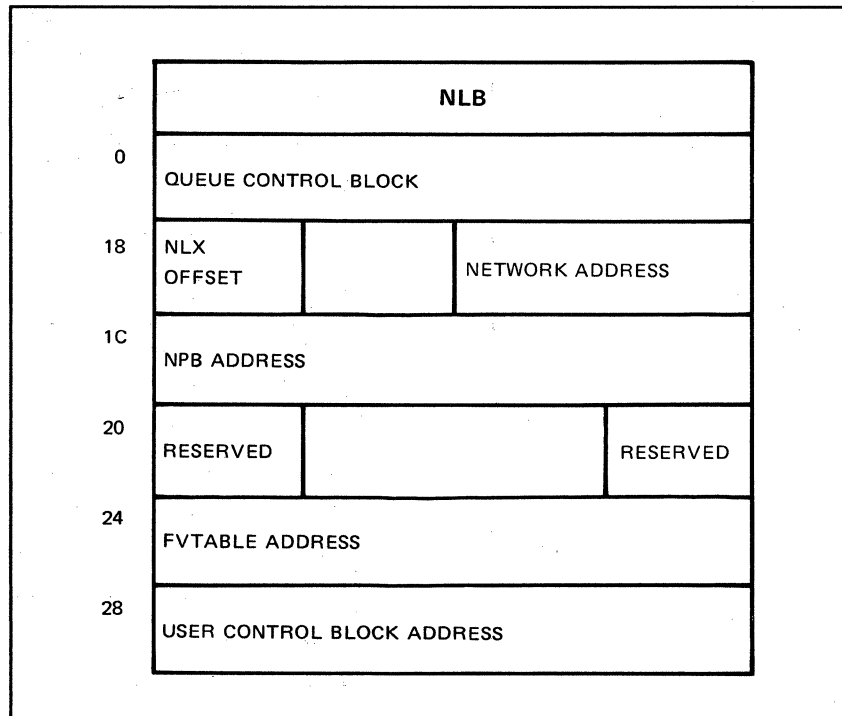 NLB
0
QUEUE CONTROL BLOCK
18
NLX
OFFSET
NETWORK ADDRESS
1C
NPB ADDRESS
20
RESERVED
RESERVED
24
FVTABLE ADDRESS
28
USER CONTROL BLOCK ADDRESS